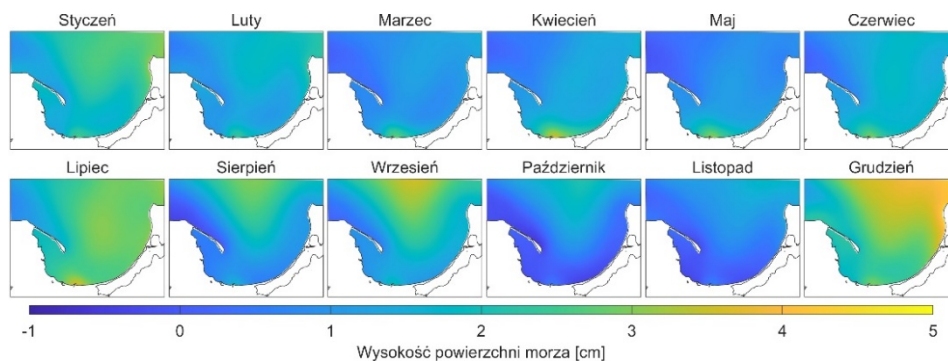 Styczeń Luty Marzec Kwiecień Maj Czerwiec
Lipiec Sierpień Wrzesień Październik Listopad Grudzień
-1 0 1 2 3 4 5
Wysokość powierzchni morza [cm]